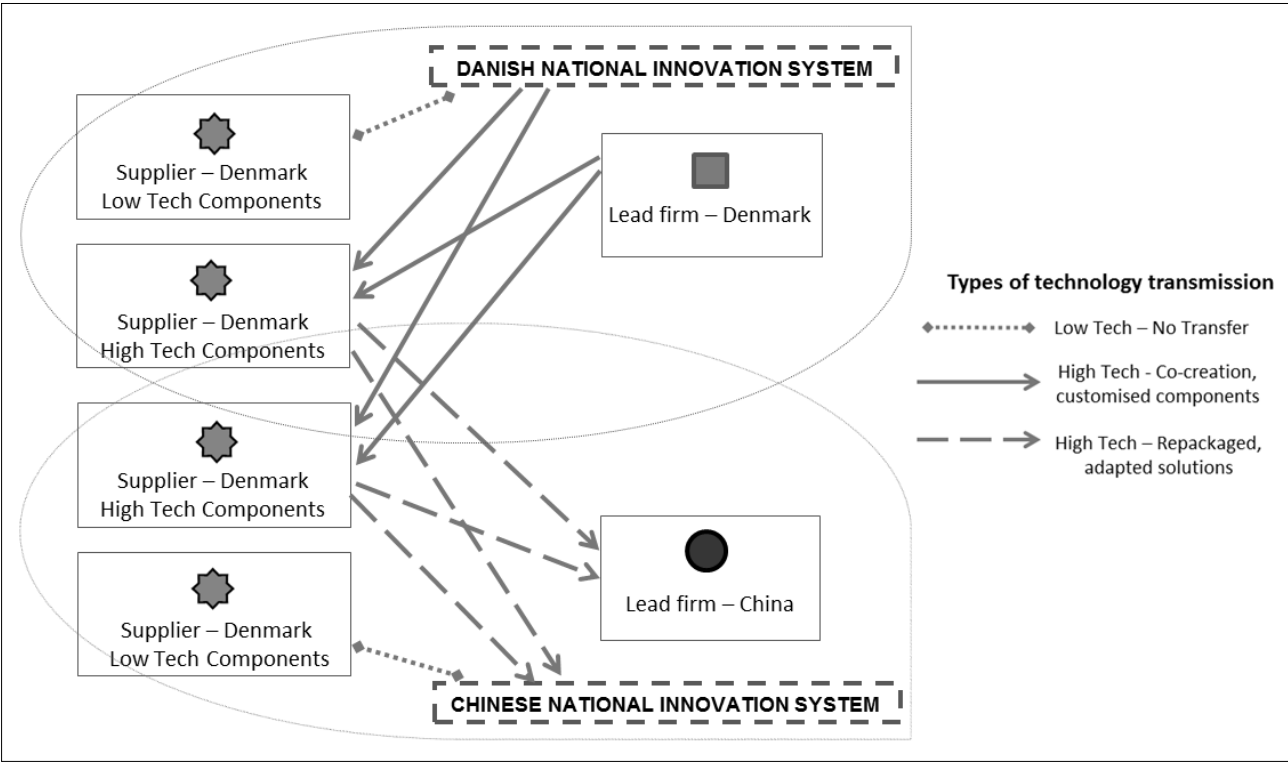 DANISH NATIONAL INNOVATION SYSTEM
Supplier – Denmark
Low Tech Components
Lead firm – Denmark
Supplier – Denmark
High Tech Components
Types of technology transmission
Low Tech – No Transfer
High Tech - Co-creation,
customised components
High Tech – Repackaged,
adapted solutions
Supplier – Denmark
High Tech Components
Lead firm – China
Supplier – Denmark
Low Tech Components
CHINESE NATIONAL INNOVATION SYSTEM